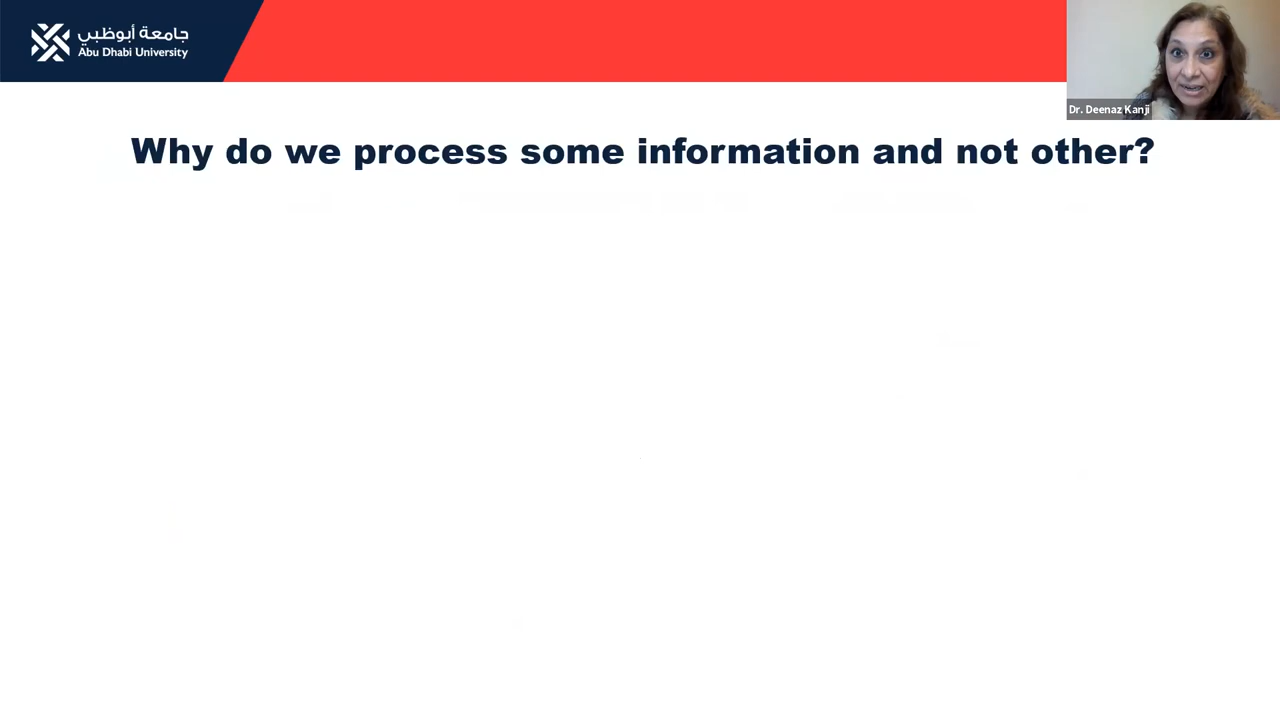 جامعة أبوظبي
Abu Dhabi University
Dr. Deenaz Kanji
Why do we process some information and not other?